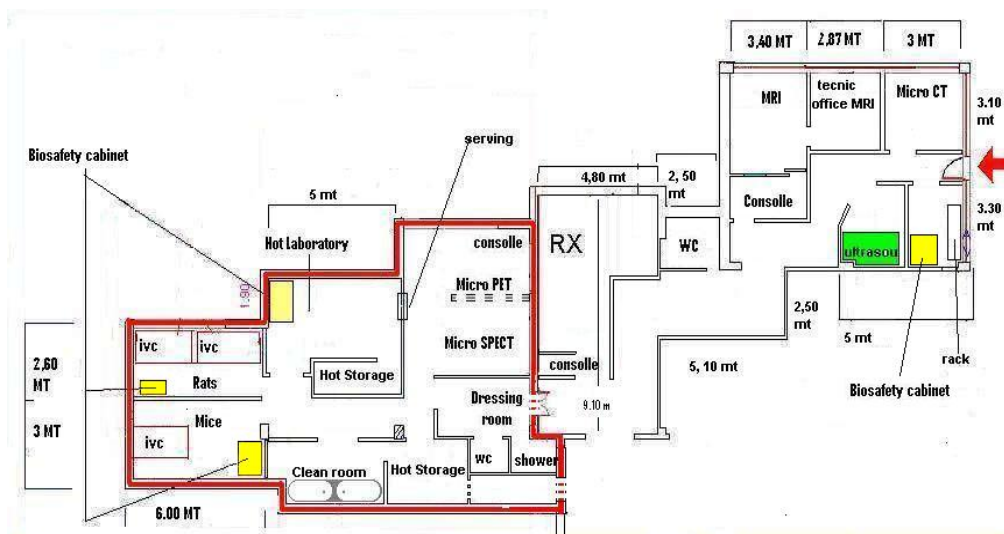 3,40 MT
2,87 MT
3 MT
MRI
tecnic
office MRI
Micro CT
3.10
mt
serving
Biosafety cabinet
4,80 mt
2, 50
mt
5 mt
Consolle
3.30
mt
Hot Laboratory
consolle
RX
WC
ultrasou
Micro PET
1.90
2,50
mt
ivc
ivc
Micro SPECT
5 mt
2,60
MT
Rats
Hot Storage
consolle
5, 10 mt
rack
Biosafety cabinet
Dressing
room
9.10 m
3 MT
Mice
ivc
wc
shower
Clean room
Hot Storage
6.00 MT